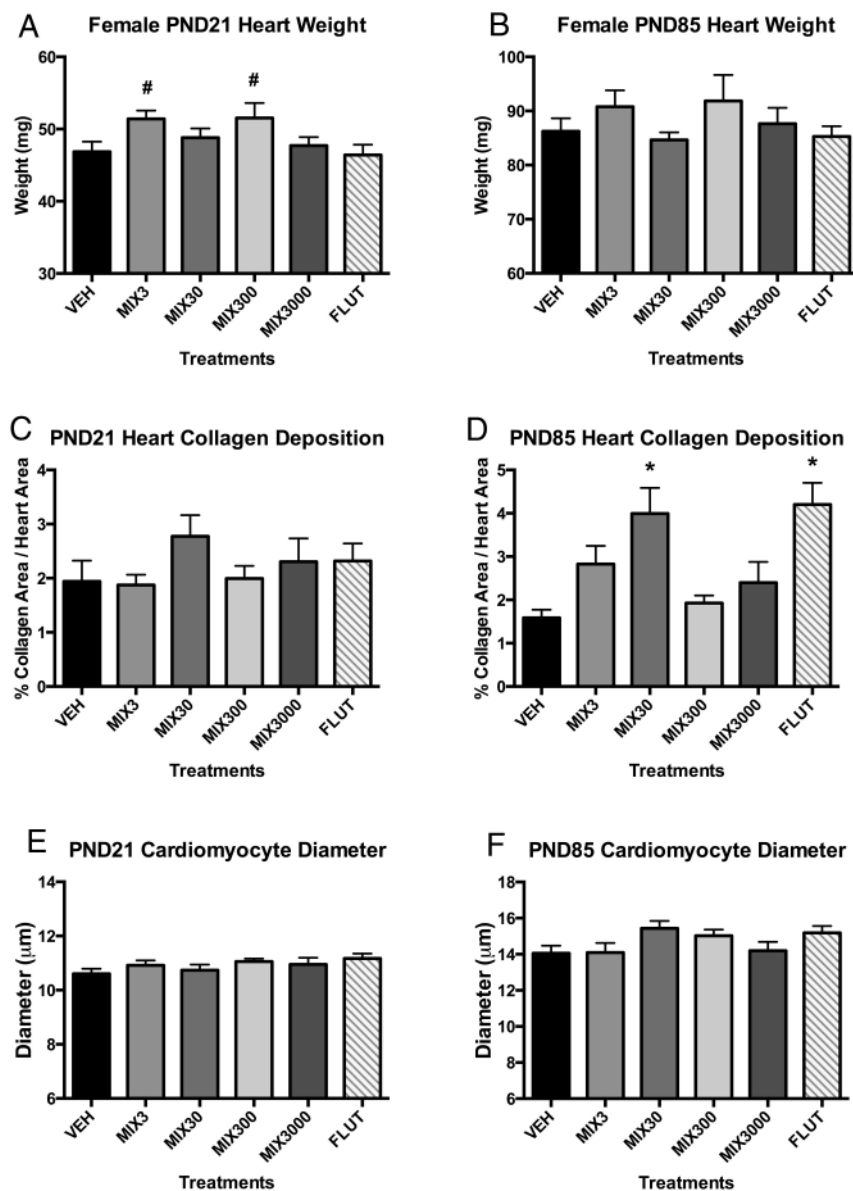 A
Female PND21 Heart Weight
Weight (mg)
60
50
40
30
#
#
VEH
MIX3
MIX30
MIX300
MIX3000
FLUT
Treatments
B
Female PND85 Heart Weight
Weight (mg)
100
90
80
70
60
VEH
MIX3
MIX30
MIX300
MIX3000
FLUT
Treatments
C
PND21 Heart Collagen Deposition
% Collagen Area / Heart Area
4
3
2
1
0
VEH
MIX3
MIX30
MIX300
MIX3000
FLUT
Treatments
D
PND85 Heart Collagen Deposition
% Collagen Area / Heart Area
5
4
3
2
1
0
*
*
VEH
MIX3
MIX30
MIX300
MIX3000
FLUT
Treatments
E
PND21 Cardiomyocyte Diameter
Diameter (μm)
14
12
10
8
6
VEH
MIX3
MIX30
MIX300
MIX3000
FLUT
Treatments
F
PND85 Cardiomyocyte Diameter
Diameter (μm)
18
16
14
12
10
8
6
VEH
MIX3
MIX30
MIX300
MIX3000
FLUT
Treatments